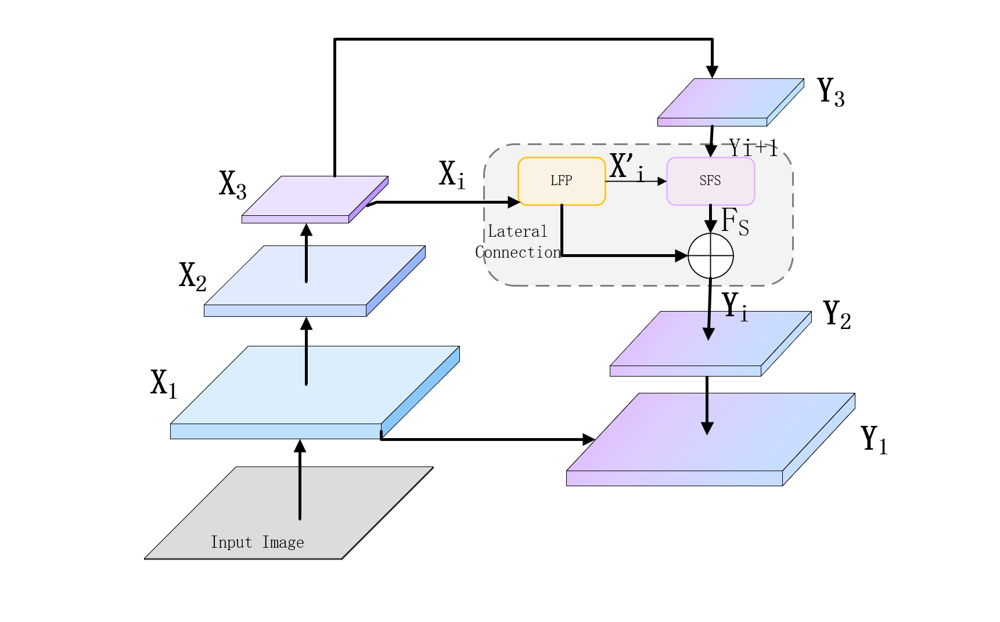 Y3
Yi+1
Xi
X'i
LFP
SFS
X3
FS
Lateral
Connection
X2
Yi
Y2
X1
Y1
Input Image